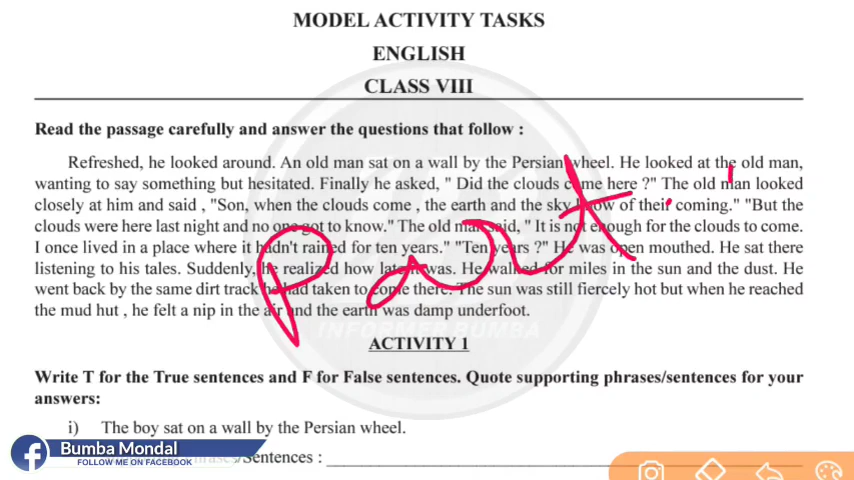 MODEL ACTIVITY TASKS
ENGLISH
CLASS VIII
Read the passage carefully and answer the questions that follow :
Refreshed, he looked around. An old man sat on a wall by the Persian wheel. He looked at the old man,
wanting to say something but hesitated. Finally he asked, " Did the clouds come here ?" The old man looked
closely at him and said , "Son, when the clouds come , the earth and the sky know of their coming." "But the
clouds were here last night and no one got to know." The old man said, " It is not enough for the clouds to come.
I once lived in a place where it hadn't rained for ten years." "Ten years ?" He was open mouthed. He sat there
listening to his tales. Suddenly, he realized how late it was. He walked for miles in the sun and the dust. He
went back by the same dirt track he had taken to come there. The sun was still fiercely hot but when he reached
the mud hut , he felt a nip in the air and the earth was damp underfoot.
Part
INFORMER BUMBA
ACTIVITY 1
Write T for the True sentences and F for False sentences. Quote supporting phrases/sentences for your
answers:
i) The boy sat on a wall by the Persian wheel.
Bumba Mondal
FOLLOW ME ON FACEBOOK
/Sentences :